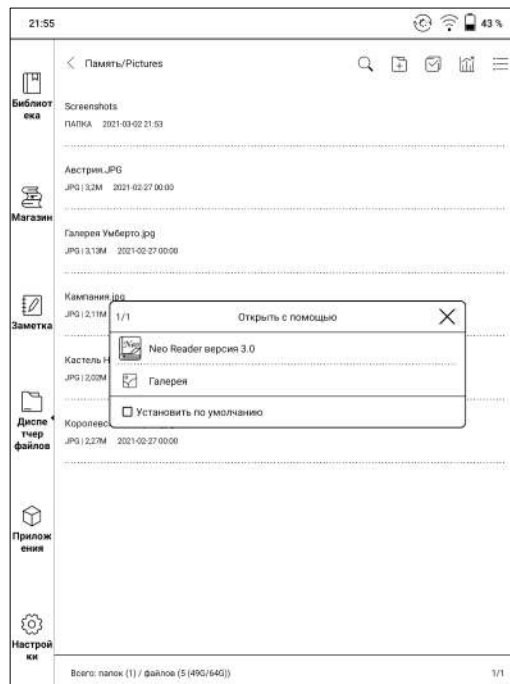 21:55
43 %
Память/Pictures
Библиот
ека
Screenshots
ПАПКА 2021-03-02 21:53
Австрия.JPG
JPG | 3,2M 2021-02-27 00:00
Магазин
Галерея Умберто.jpg
JPG | 3,13M 2021-02-27 00:00
Заметка
Кампания.jpg
JPG | 2,11M
1/1 Открыть с помощью
Neo Reader версия 3.0
Галерея
Установить по умолчанию
Кастель Н
JPG | 2,02M
Диспе
тчер
файлов
Королевс
JPG | 2,27M 2021-02-27 00:00
Прилож
ения
Настрой
ки
Всего: папок (1) / файлов (5 (49G/64G))
1/1